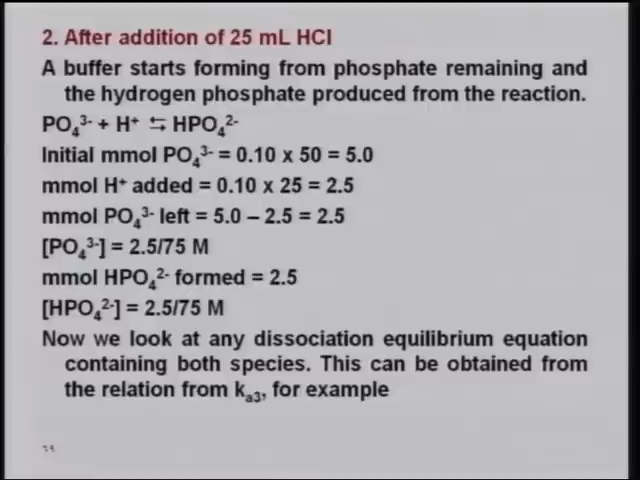 2. After addition of 25 mL HCl
A buffer starts forming from phosphate remaining and
the hydrogen phosphate produced from the reaction.
PO₄³⁻ + H⁺ ⇆ HPO₄²⁻
Initial mmol PO₄³⁻ = 0.10 x 50 = 5.0
mmol H⁺ added = 0.10 x 25 = 2.5
mmol PO₄³⁻ left = 5.0 – 2.5 = 2.5
[PO₄³⁻] = 2.5/75 M
mmol HPO₄²⁻ formed = 2.5
[HPO₄²⁻] = 2.5/75 M
Now we look at any dissociation equilibrium equation
containing both species. This can be obtained from
the relation from kₐ₃, for example